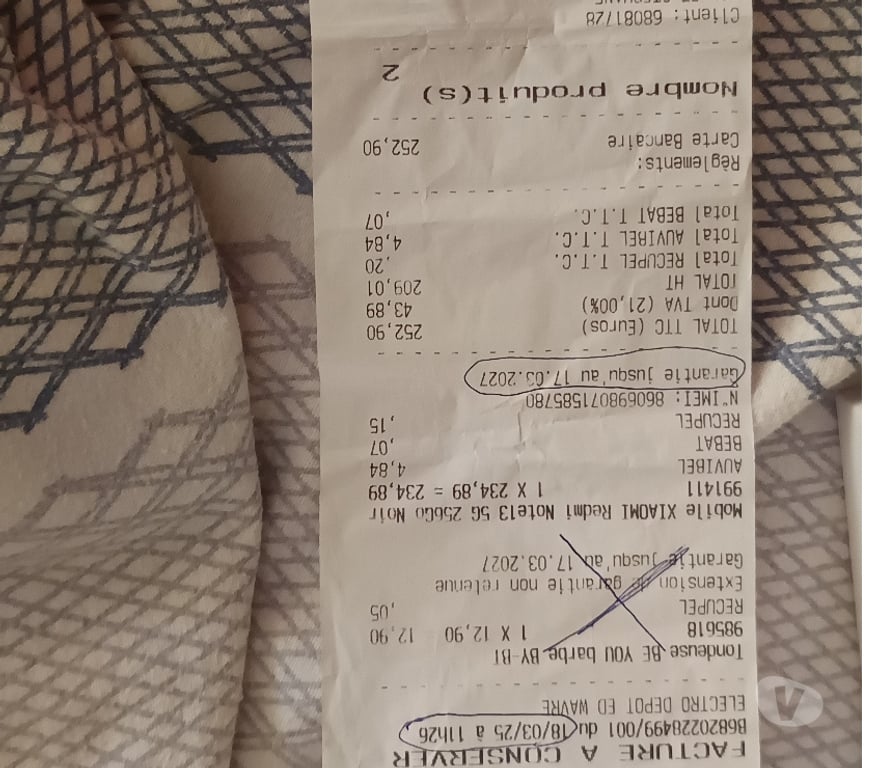 FACTURE A CONSERVER
B6820228499/001 du 18/03/25 à 11h26
ELECTRO DEPOT ED WAVRE
Tondeuse BE YOU barbe BY-BT
985618 1 X 12,90 12,90
RECUPEL ,05
Extension de garantie non retenue
Garantie jusqu'au 17.03.2027
Mobile XIAOMI Redmi Note13 5G 256Go Noir
991411 1 X 234,89 = 234,89
AUVIBEL 4,84
BEBAT ,07
RECUPEL ,15
N°IMEI: 860698071585780
Garantie jusqu'au 17.03.2027
TOTAL TTC (Euros) 252,90
Dont TVA (21,00%) 43,89
TOTAL HT 209,01
Total RECUPEL T.T.C. ,20
Total AUVIBEL T.T.C. 4,84
Total BEBAT T.T.C. ,07
Règlements:
Carte Bancaire 252,90
Nombre produit(s) 2
Client: 68081728